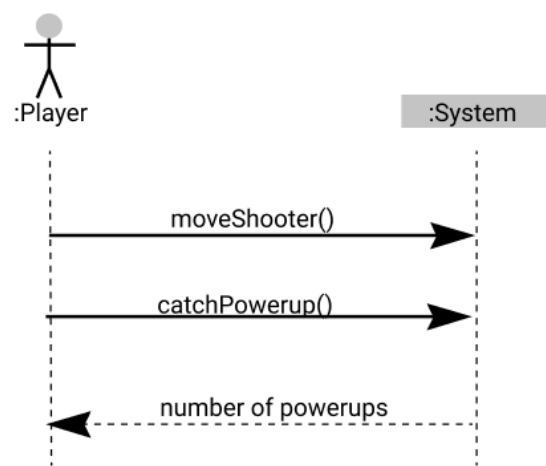 :Player
:System
moveShooter()
catchPowerup()
number of powerups